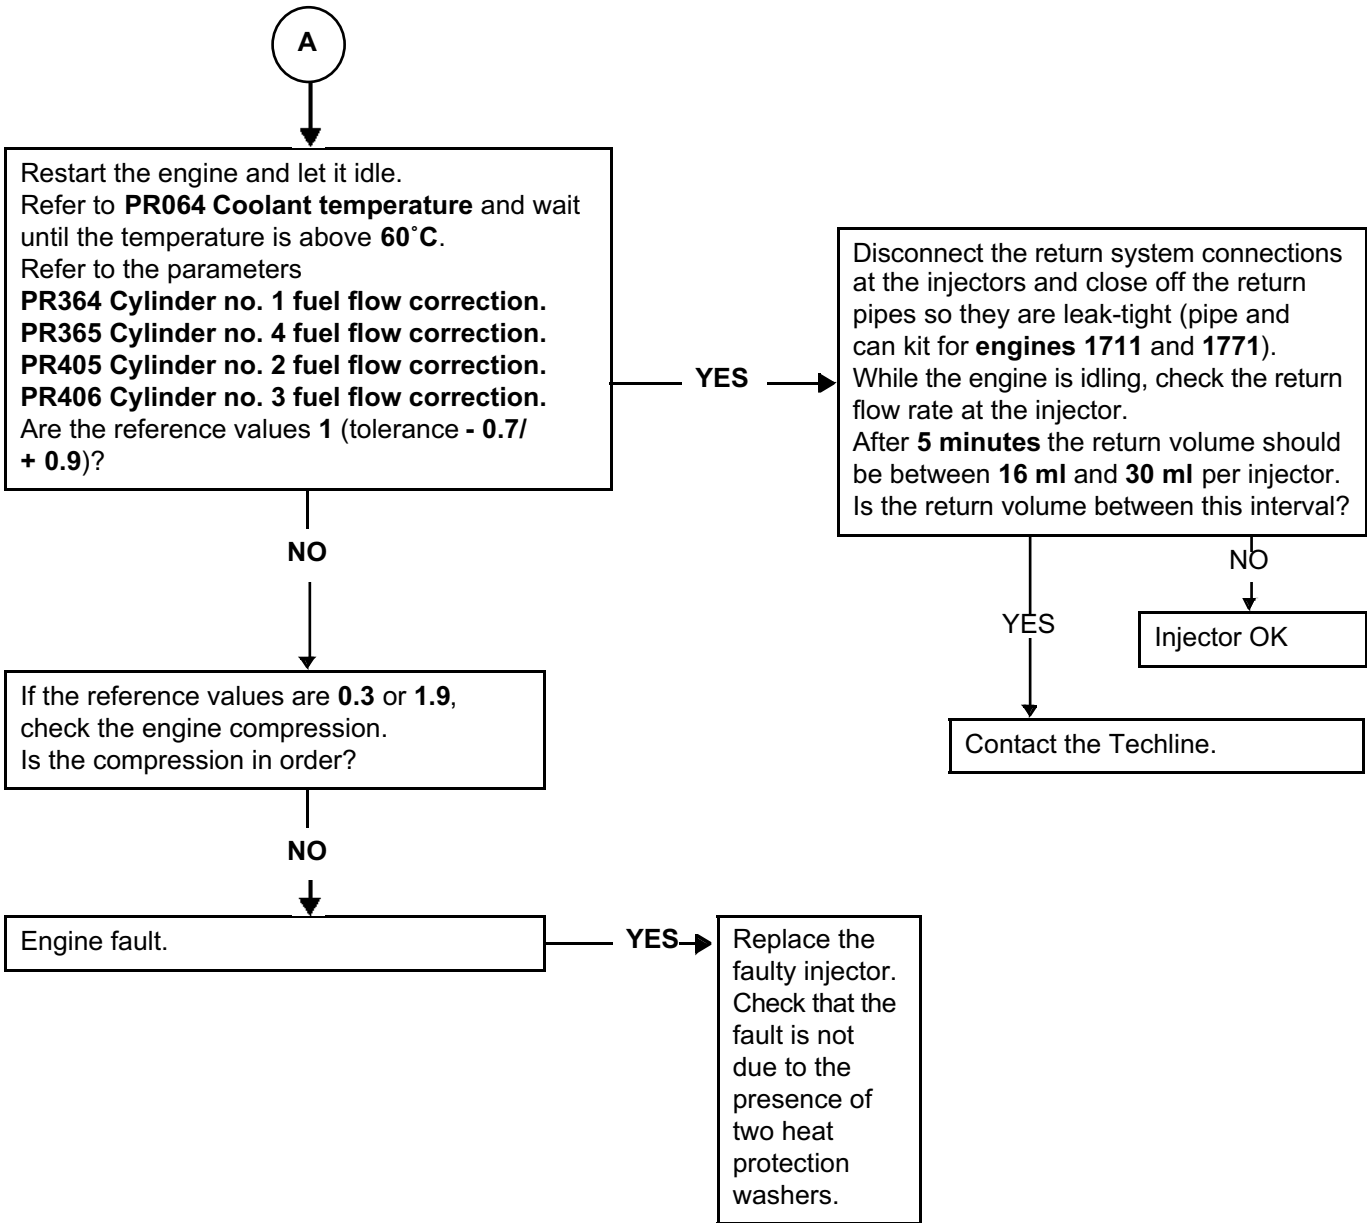 A
Restart the engine and let it idle.
Refer to PR064 Coolant temperature and wait
until the temperature is above 60˚C.
Refer to the parameters
PR364 Cylinder no. 1 fuel flow correction.
PR365 Cylinder no. 4 fuel flow correction.
PR405 Cylinder no. 2 fuel flow correction.
PR406 Cylinder no. 3 fuel flow correction.
Are the reference values 1 (tolerance - 0.7/
+ 0.9)?
YES
Disconnect the return system connections
at the injectors and close off the return
pipes so they are leak-tight (pipe and
can kit for engines 1711 and 1771).
While the engine is idling, check the return
flow rate at the injector.
After 5 minutes the return volume should
be between 16 ml and 30 ml per injector.
Is the return volume between this interval?
NO
NO
YES
Injector OK
Contact the Techline.
If the reference values are 0.3 or 1.9,
check the engine compression.
Is the compression in order?
NO
Engine fault.
YES
Replace the
faulty injector.
Check that the
fault is not
due to the
presence of
two heat
protection
washers.